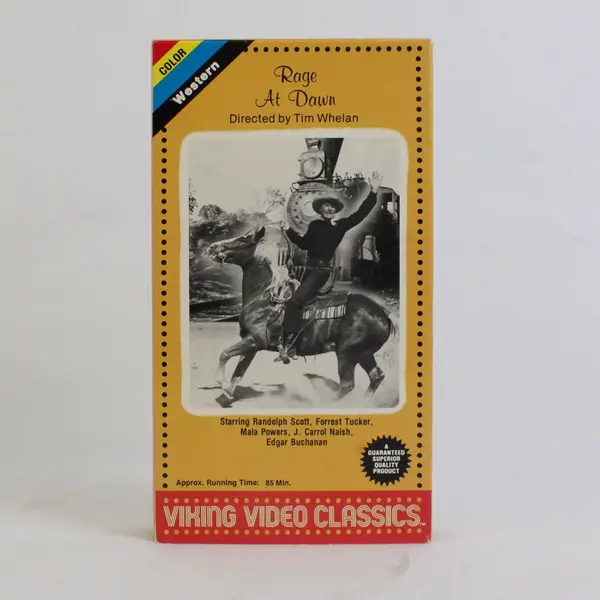 COLOR
Western
Rage
At Dawn
Directed by Tim Whelan
Starring Randolph Scott, Forrest Tucker,
Mala Powers, J. Carrol Naish,
Edgar Buchanan
A
GUARANTEED
SUPERIOR
QUALITY
PRODUCT
Approx. Running Time: 85 Min.
VIKING VIDEO CLASSICS™